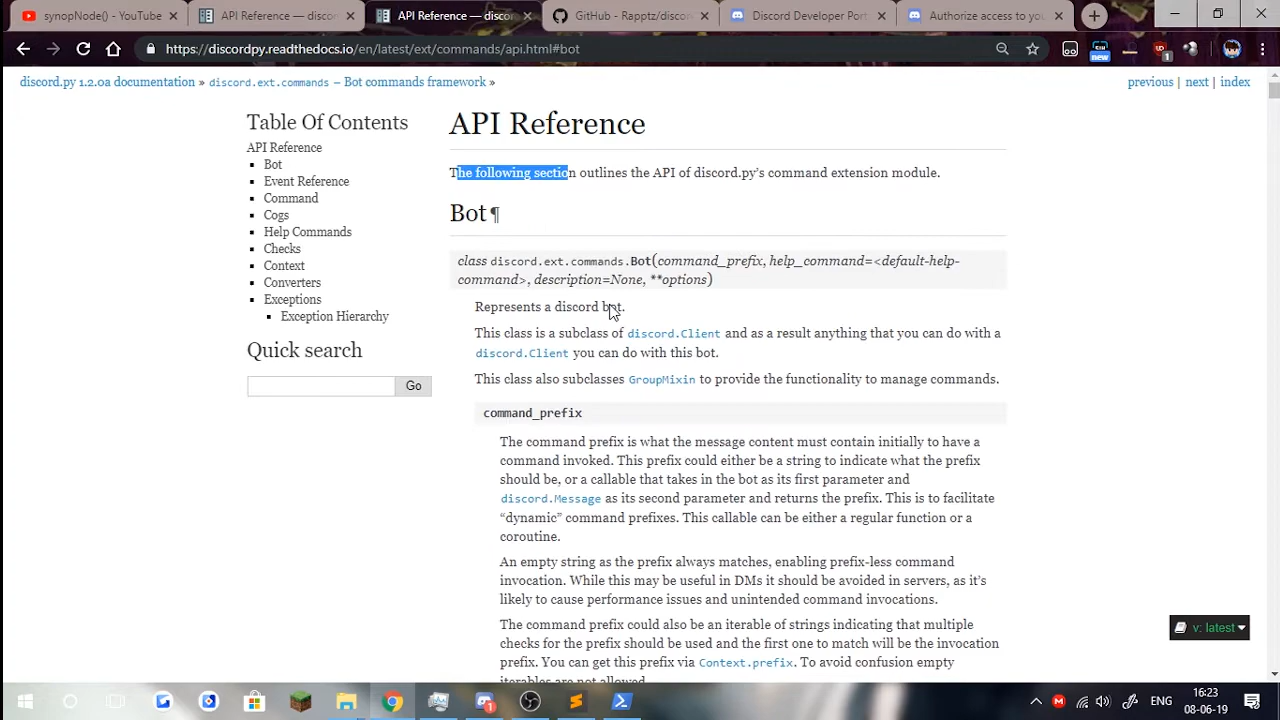 synopNode() - YouTube
API Reference — disco
API Reference — disco
GitHub - Rapptz/discord
Discord Developer Port
Authorize access to you
https://discordpy.readthedocs.io/en/latest/ext/commands/api.html#bot
new
1
discord.py 1.2.0a documentation » discord.ext.commands – Bot commands framework »
previous | next | index
Table Of Contents
API Reference
Bot
Event Reference
Command
Cogs
Help Commands
Checks
Context
Converters
Exceptions
Exception Hierarchy
Quick search
Go
API Reference
The following section outlines the API of discord.py's command extension module.
Bot ¶
class discord.ext.commands.Bot(command_prefix, help_command=<default-help-
command>, description=None, **options)
Represents a discord bot.
This class is a subclass of discord.Client and as a result anything that you can do with a
discord.Client you can do with this bot.
This class also subclasses GroupMixin to provide the functionality to manage commands.
command_prefix
The command prefix is what the message content must contain initially to have a
command invoked. This prefix could either be a string to indicate what the prefix
should be, or a callable that takes in the bot as its first parameter and
discord.Message as its second parameter and returns the prefix. This is to facilitate
“dynamic” command prefixes. This callable can be either a regular function or a
coroutine.
An empty string as the prefix always matches, enabling prefix-less command
invocation. While this may be useful in DMs it should be avoided in servers, as it's
likely to cause performance issues and unintended command invocations.
The command prefix could also be an iterable of strings indicating that multiple
checks for the prefix should be used and the first one to match will be the invocation
prefix. You can get this prefix via Context.prefix. To avoid confusion empty
iterables are not allowed.
v: latest
1
ENG
16:23
08-06-19